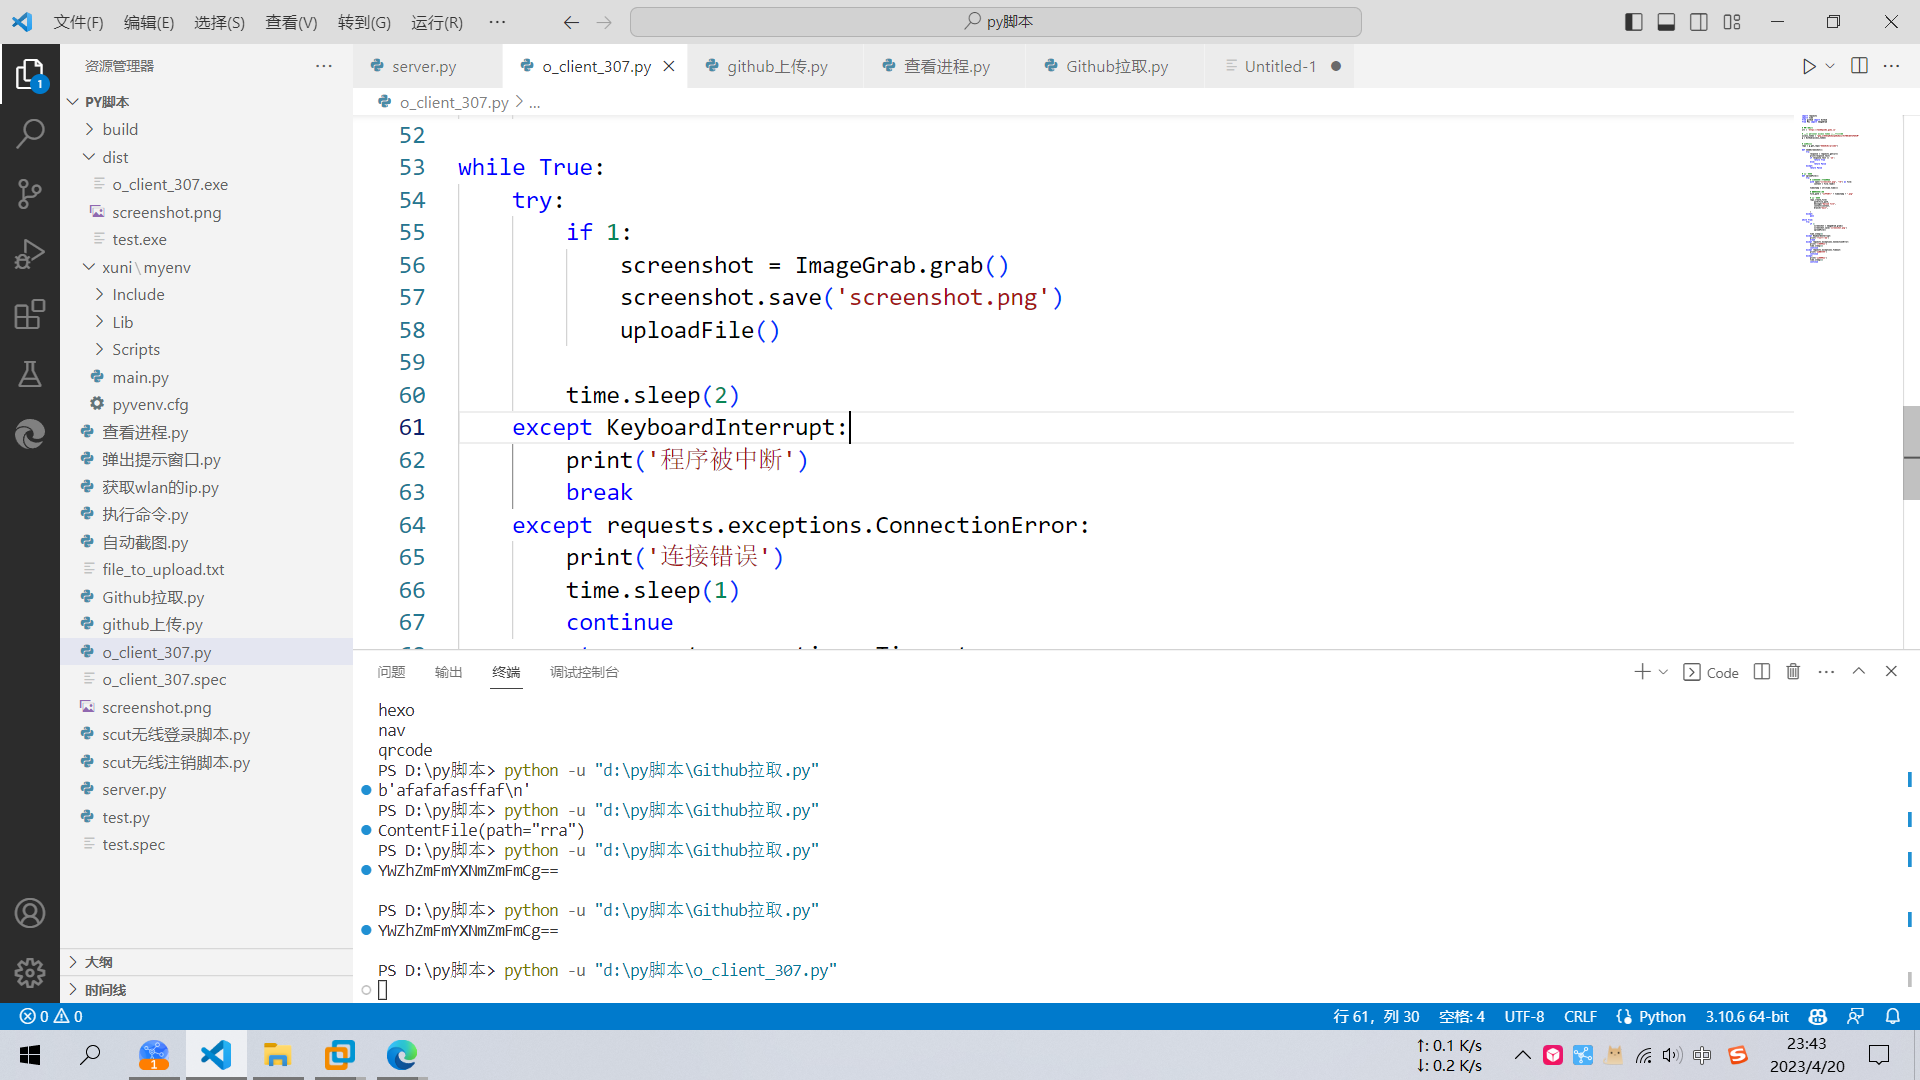 文件(F) 编辑(E) 选择(S) 查看(V) 转到(G) 运行(R) ··· py脚本
资源管理器
PY脚本
build
dist
o_client_307.exe
screenshot.png
test.exe
xuni\myenv
Include
Lib
Scripts
main.py
pyvenv.cfg
查看进程.py
弹出提示窗口.py
获取wlan的ip.py
执行命令.py
自动截图.py
file_to_upload.txt
Github拉取.py
github上传.py
o_client_307.py
o_client_307.spec
screenshot.png
scut无线登录脚本.py
scut无线注销脚本.py
server.py
test.py
test.spec
大纲
时间线
1
server.py o_client_307.py github上传.py 查看进程.py Github拉取.py Untitled-1
o_client_307.py > ...
52
53 while True:
54 try:
55 if 1:
56 screenshot = ImageGrab.grab()
57 screenshot.save('screenshot.png')
58 uploadFile()
59
60 time.sleep(2)
61 except KeyboardInterrupt:
62 print('程序被中断')
63 break
64 except requests.exceptions.ConnectionError:
65 print('连接错误')
66 time.sleep(1)
67 continue
问题 输出 终端 调试控制台 Code
hexo
nav
qrcode
PS D:\py脚本> python -u "d:\py脚本\Github拉取.py"
b'afafafasffaf\n'
PS D:\py脚本> python -u "d:\py脚本\Github拉取.py"
ContentFile(path="rra")
PS D:\py脚本> python -u "d:\py脚本\Github拉取.py"
YWZhZmFmYXNmZmFmCg==
PS D:\py脚本> python -u "d:\py脚本\Github拉取.py"
YWZhZmFmYXNmZmFmCg==
PS D:\py脚本> python -u "d:\py脚本\o_client_307.py"
0 0 行 61，列 30 空格: 4 UTF-8 CRLF Python 3.10.6 64-bit
1
↑: 0.1 K/s
↓: 0.2 K/s
中
23:43
2023/4/20